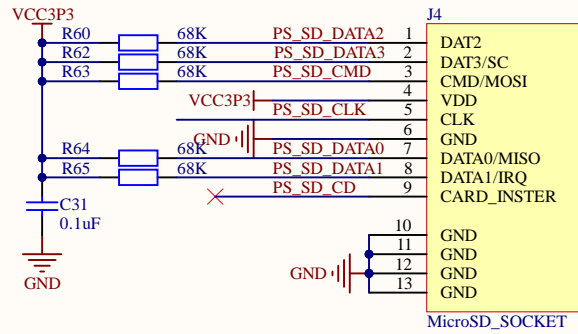 VCC3P3
J4
R60 68K PS_SD_DATA2 1 DAT2
R62 68K PS_SD_DATA3 2 DAT3/SC
R63 68K PS_SD_CMD 3 CMD/MOSI
VCC3P3 4 VDD
PS_SD_CLK 5 CLK
GND 6 GND
R64 68K PS_SD_DATA0 7 DATA0/MISO
R65 68K PS_SD_DATA1 8 DATA1/IRQ
PS_SD_CD 9 CARD_INSTER
C31
0.1uF
10 GND
11 GND
GND 12 GND
13 GND
GND
MicroSD_SOCKET